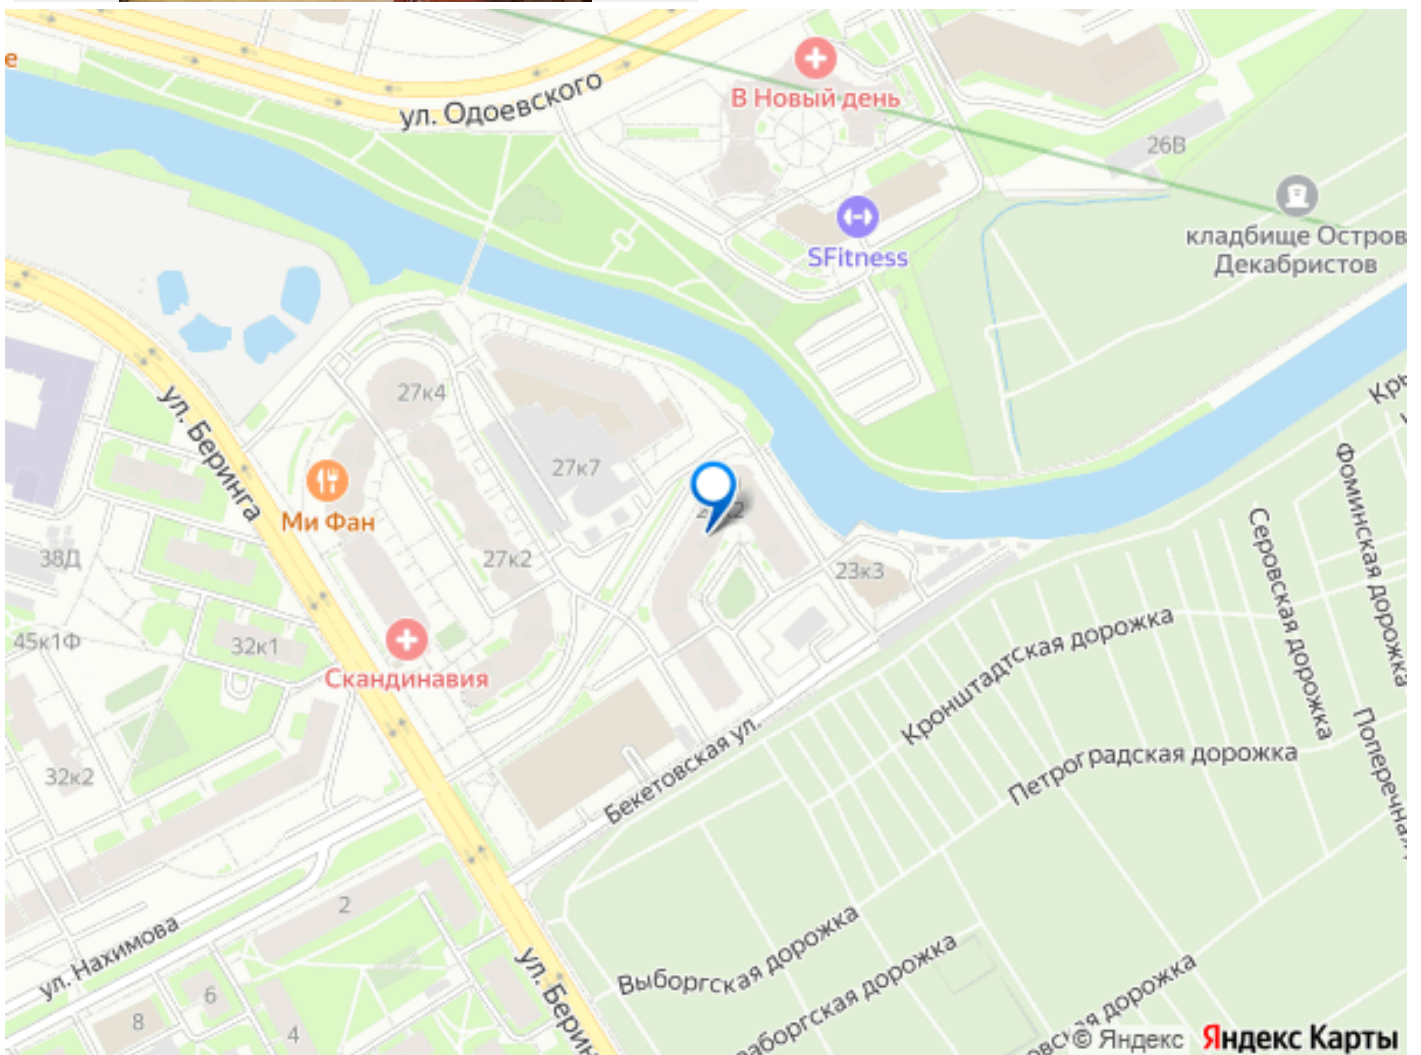 е
ул. Одоевского
В Новый день
26В
SFitness
кладбище Остров
Декабристов
27к4
ул. Беринга
27к7
Ми Фан
27к2
38Д
23к3
45к1Ф
32к1
Скандинавия
32к2
Фоминская дорожка
Серовская дорожка
Кронштадтская дорожка
Петроградская дорожка
Бекетовская ул.
2
Выборгская дорожка
ул. Нахимова
6
8
4
© Яндекс Яндекс Карты